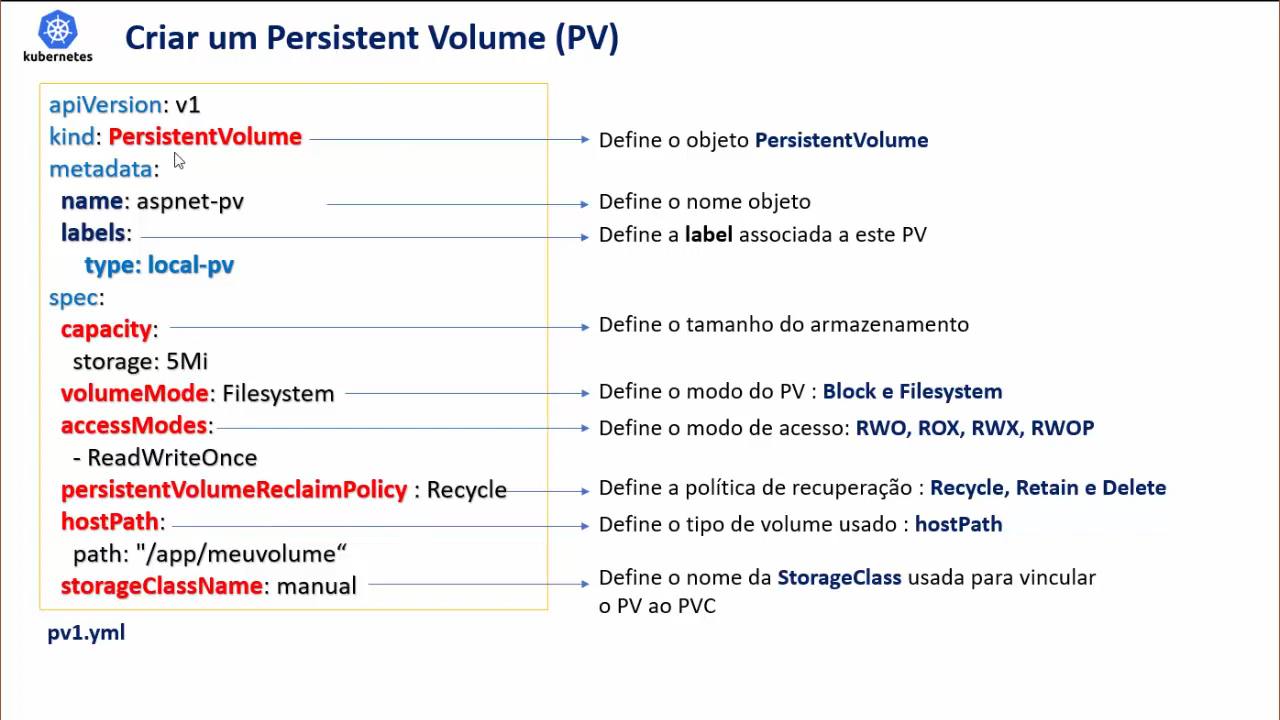 kubernetes
Criar um Persistent Volume (PV)
apiVersion: v1
kind: PersistentVolume
Define o objeto PersistentVolume
metadata:
name: aspnet-pv
Define o nome objeto
labels:
Define a label associada a este PV
type: local-pv
spec:
capacity:
Define o tamanho do armazenamento
storage: 5Mi
volumeMode: Filesystem
Define o modo do PV : Block e Filesystem
accessModes:
Define o modo de acesso: RWO, ROX, RWX, RWOP
- ReadWriteOnce
persistentVolumeReclaimPolicy : Recycle
Define a política de recuperação : Recycle, Retain e Delete
hostPath:
Define o tipo de volume usado : hostPath
path: "/app/meuvolume“
storageClassName: manual
Define o nome da StorageClass usada para vincular
o PV ao PVC
pv1.yml